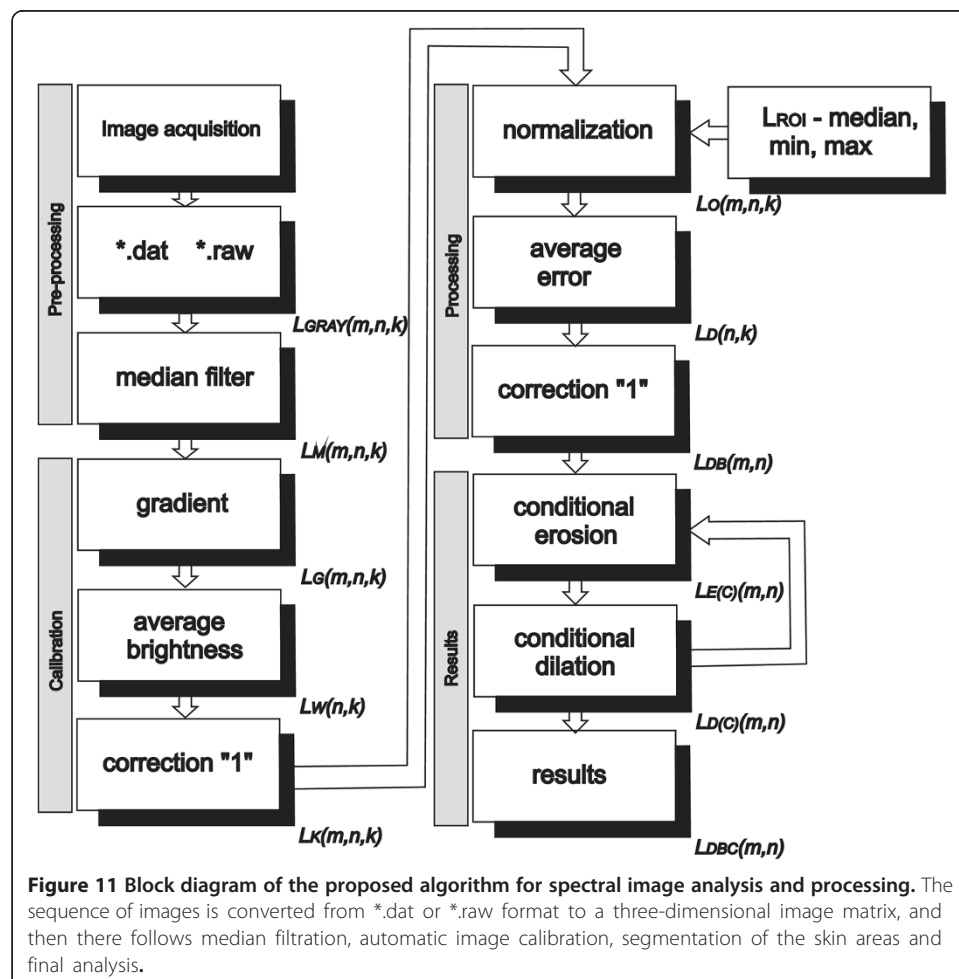 Pre-processing
Image acquisition
*.dat *.raw
LGRAY(m,n,k)
median filter
LM(m,n,k)
Calibration
gradient
LG(m,n,k)
average
brightness
LW(n,k)
correction "1"
LK(m,n,k)
Processing
normalization
LROI - median,
min, max
LO(m,n,k)
average
error
LD(n,k)
correction "1"
LDB(m,n)
Results
conditional
erosion
LE(C)(m,n)
conditional
dilation
LD(C)(m,n)
results
LDBC(m,n)
Figure 11 Block diagram of the proposed algorithm for spectral image analysis and processing. The
sequence of images is converted from *.dat or *.raw format to a three-dimensional image matrix, and
then there follows median filtration, automatic image calibration, segmentation of the skin areas and
final analysis.